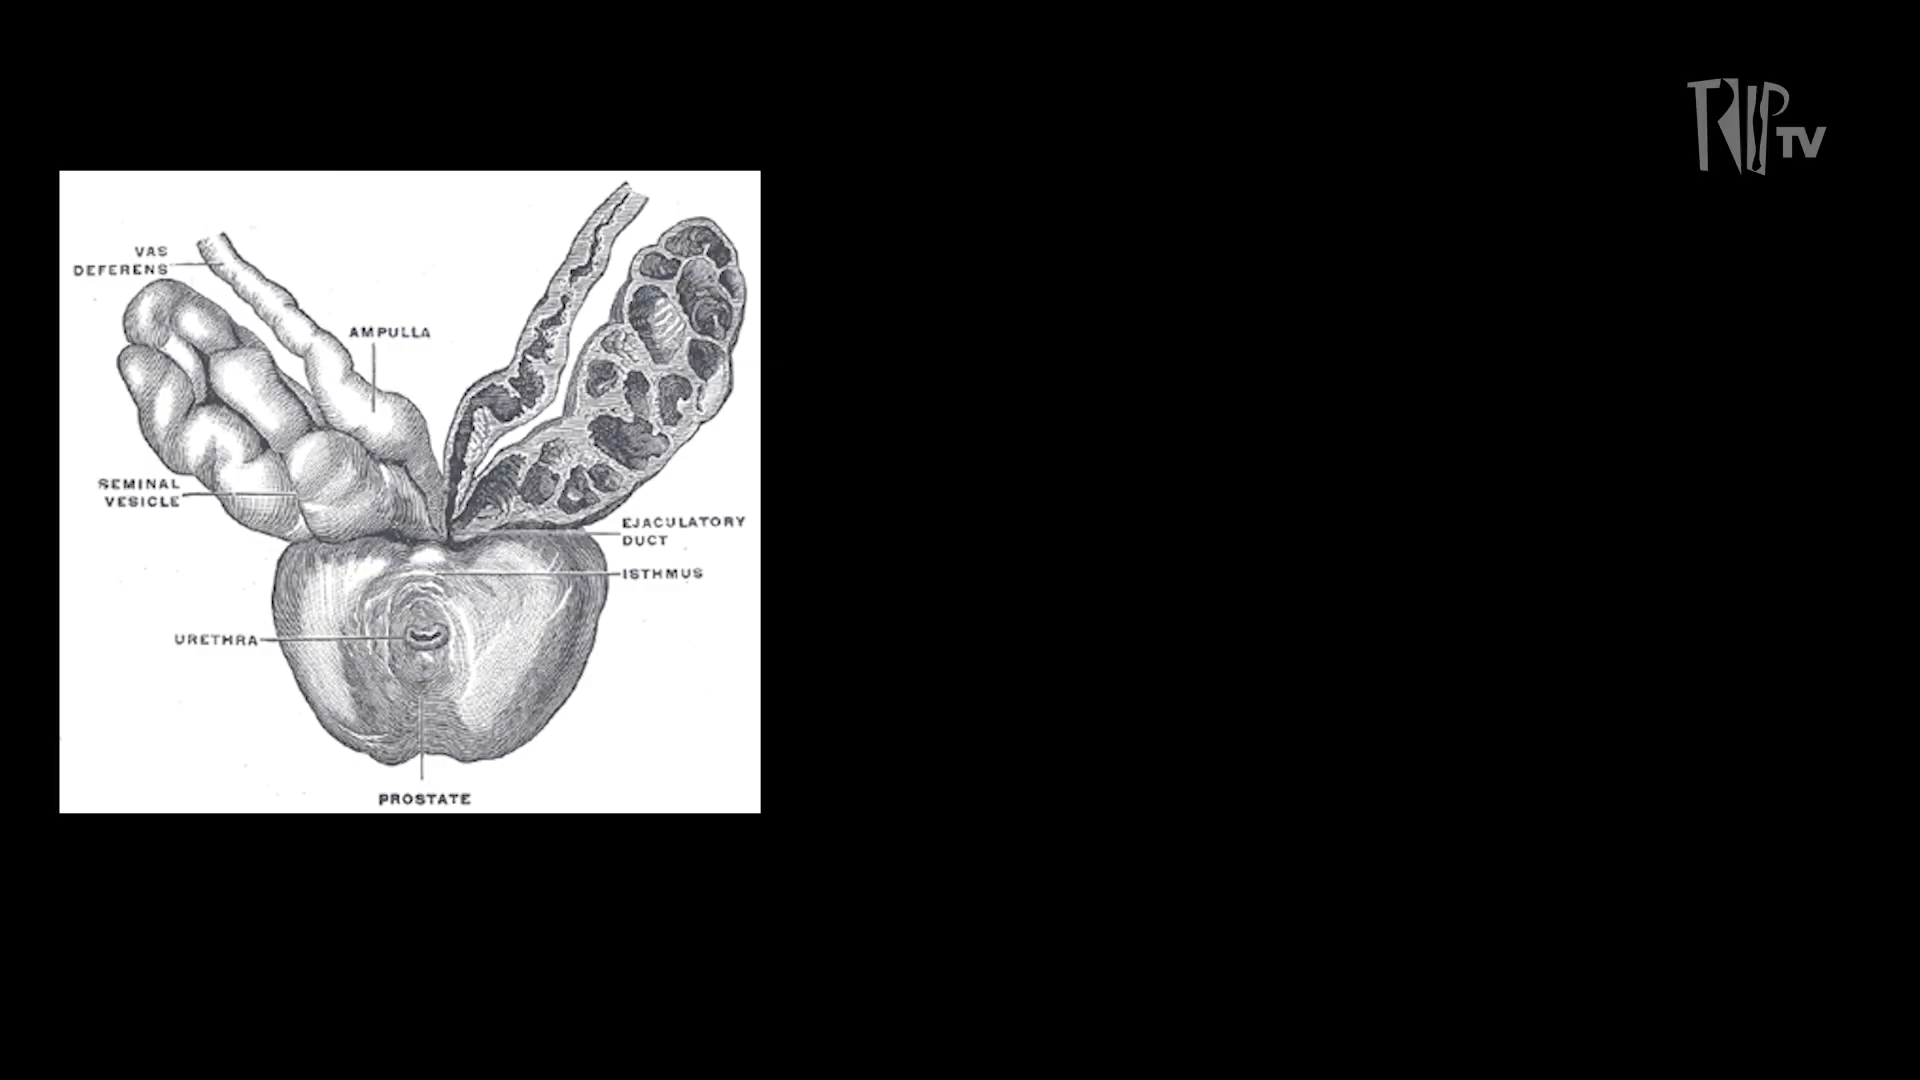 TRIP TV
VAS
DEFERENS
AMPULLA
SEMINAL
VESICLE
EJACULATORY
DUCT
ISTHMUS
URETHRA
PROSTATE